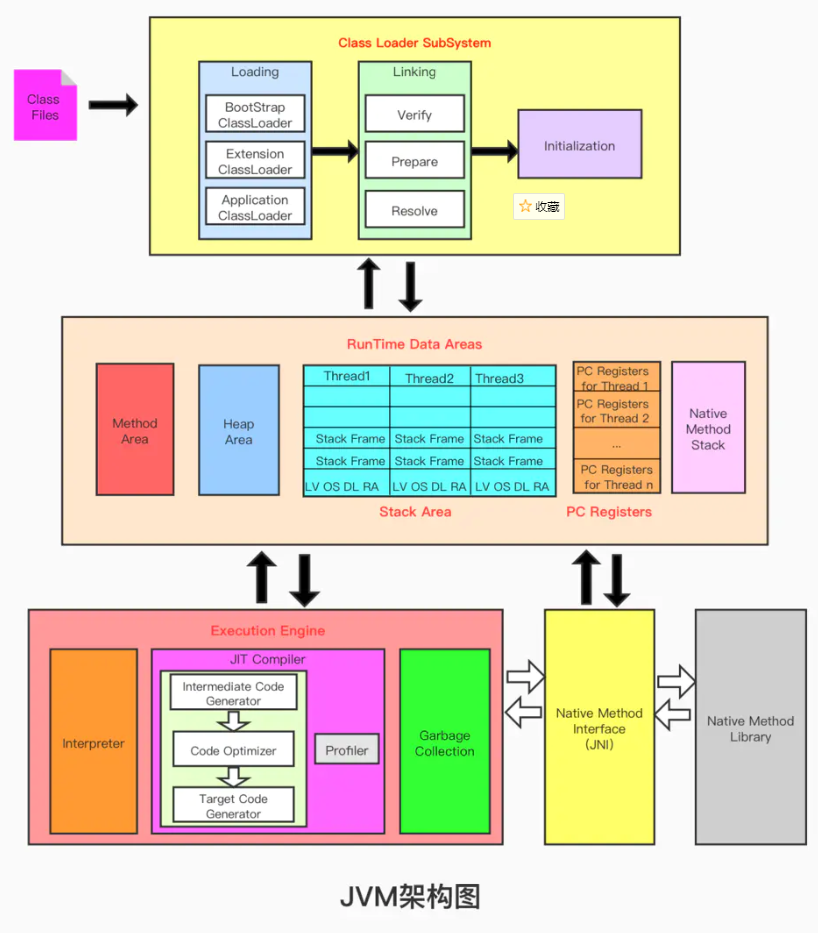 Class Loader SubSystem
Class
Files
Loading
BootStrap
ClassLoader
Extension
ClassLoader
Application
ClassLoader
Linking
Verify
Prepare
Resolve
Initialization
收藏
RunTime Data Areas
Method
Area
Heap
Area
Thread1 Thread2 Thread3
Stack Frame Stack Frame Stack Frame
Stack Frame Stack Frame Stack Frame
LV OS DL RA LV OS DL RA LV OS DL RA
Stack Area
PC Registers
for Thread 1
PC Registers
for Thread 2
...
PC Registers
for Thread n
PC Registers
Native
Method
Stack
Execution Engine
Interpreter
JIT Compiler
Intermediate Code
Generator
Code Optimizer
Target Code
Generator
Profiler
Garbage
Collection
Native Method
Interface
(JNI)
Native Method
Library
JVM架构图